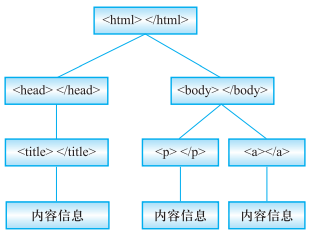 <html> </html>
<head> </head>
<body> </body>
<title> </title>
<p> </p>
<a></a>
内容信息
内容信息
内容信息